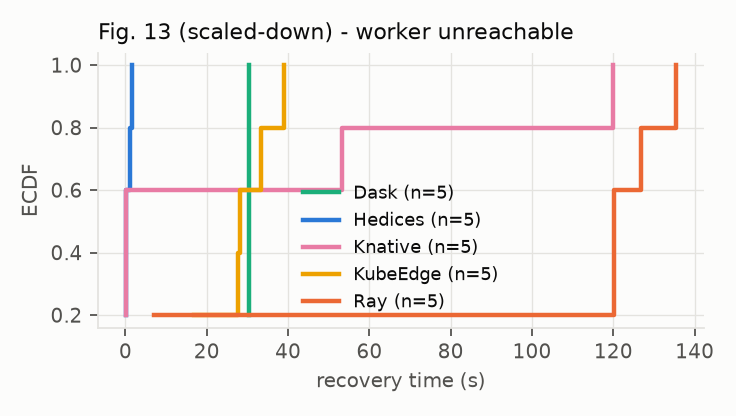 Fig. 13 (scaled-down) - worker unreachable
1.0
0.8
0.6
0.4
0.2
ECDF
Dask (n=5)
Hedices (n=5)
Knative (n=5)
KubeEdge (n=5)
Ray (n=5)
0 20 40 60 80 100 120 140
recovery time (s)